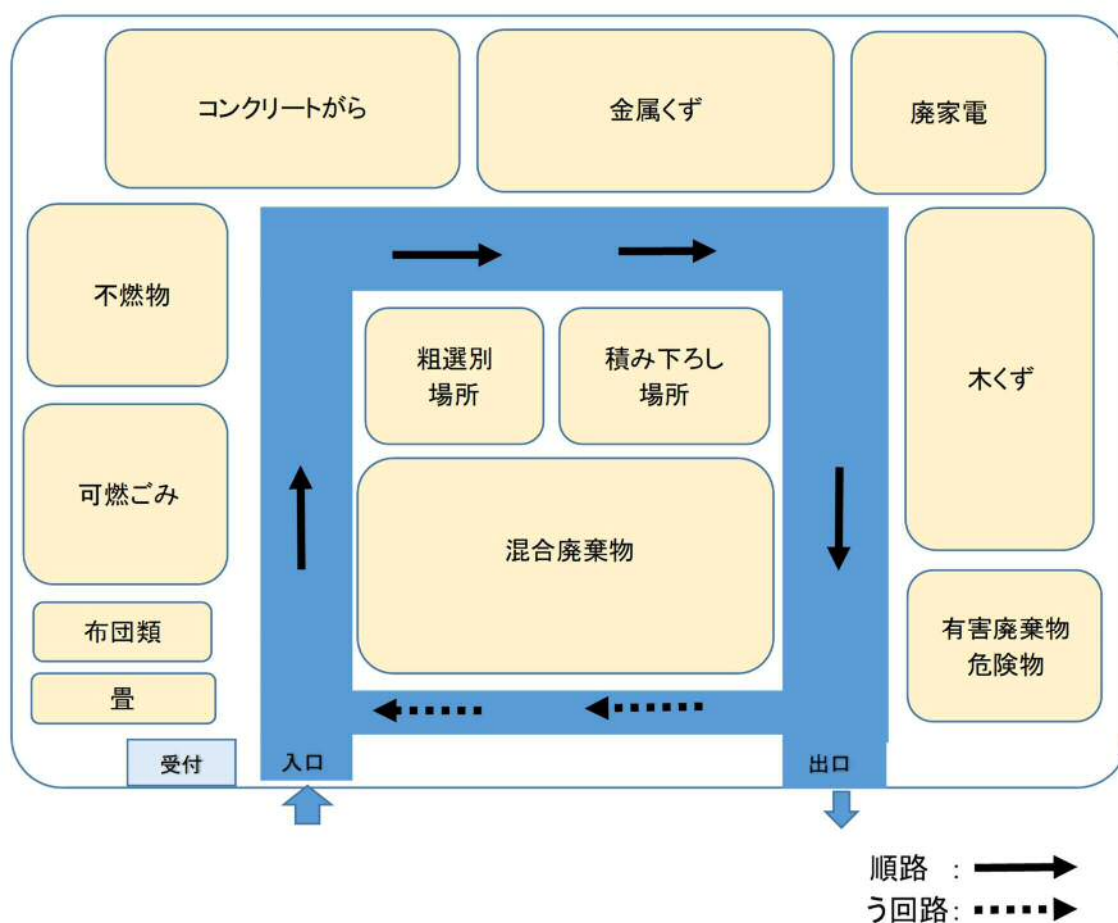 コンクリートがら
金属くず
廃家電
不燃物
粗選別
場所
積み下ろし
場所
木くず
可燃ごみ
混合廃棄物
布団類
有害廃棄物
危険物
畳
受付
入口
出口
順路 :
う回路: